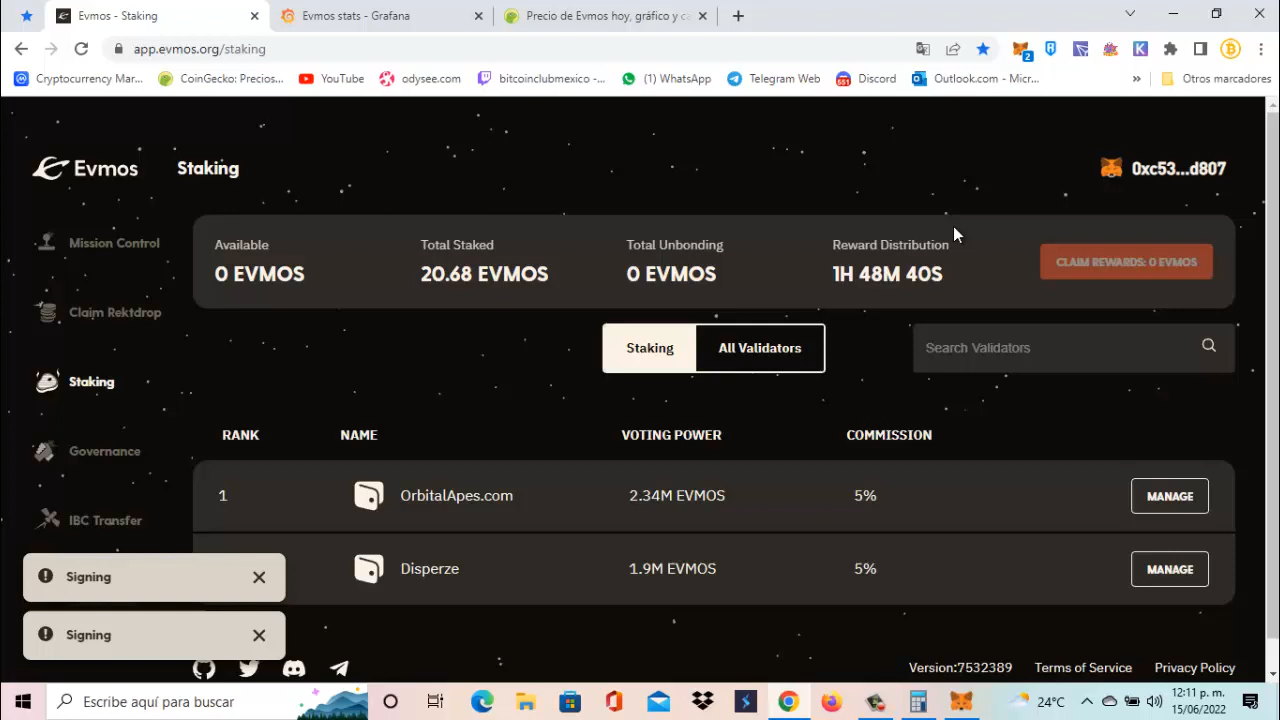 Evmos - Staking
Evmos stats - Grafana
Precio de Evmos hoy, gráfico y ca
app.evmos.org/staking
2
Cryptocurrency Mar...
CoinGecko: Precios...
YouTube
odysee.com
bitcoinclubmexico -...
(1) WhatsApp
Telegram Web
551
Discord
Outlook.com - Micr...
»
Otros marcadores
Evmos
Staking
0xc53...d807
Mission Control
Claim Rektdrop
Staking
Governance
IBC Transfer
Available
Total Staked
Total Unbonding
Reward Distribution
0 EVMOS
20.68 EVMOS
0 EVMOS
1H 48M 40S
CLAIM REWARDS: 0 EVMOS
Staking
All Validators
Search Validators
RANK
NAME
VOTING POWER
COMMISSION
1
OrbitalApes.com
2.34M EVMOS
5%
MANAGE
Disperze
1.9M EVMOS
5%
MANAGE
Signing
Signing
Version:7532389
Terms of Service
Privacy Policy
Escribe aquí para buscar
24°C
12:11 p. m.
15/06/2022